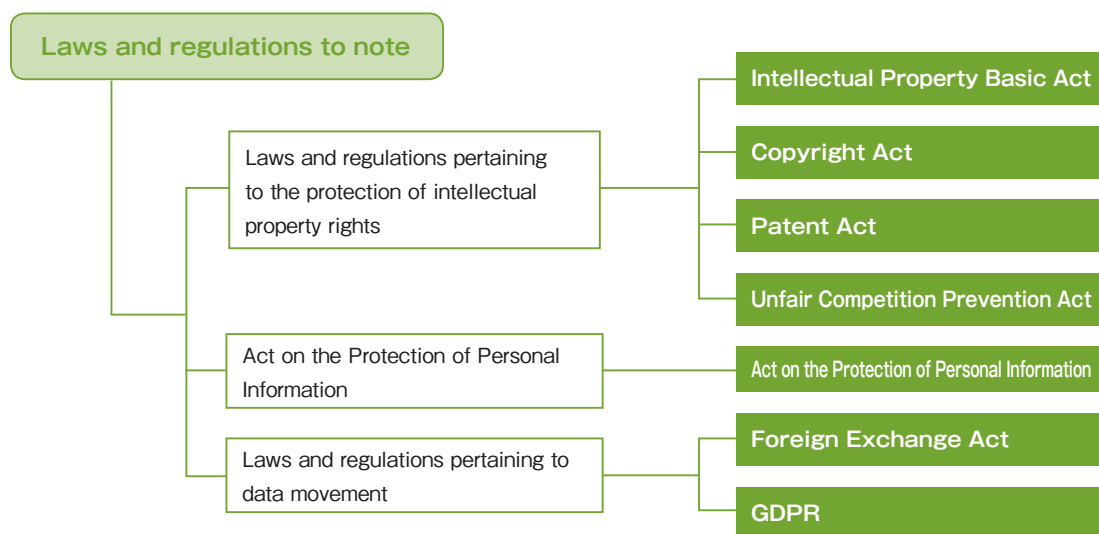 Laws and regulations to note
Laws and regulations pertaining
to the protection of intellectual
property rights
Intellectual Property Basic Act
Copyright Act
Patent Act
Unfair Competition Prevention Act
Act on the Protection of Personal
Information
Act on the Protection of Personal Information
Laws and regulations pertaining to
data movement
Foreign Exchange Act
GDPR